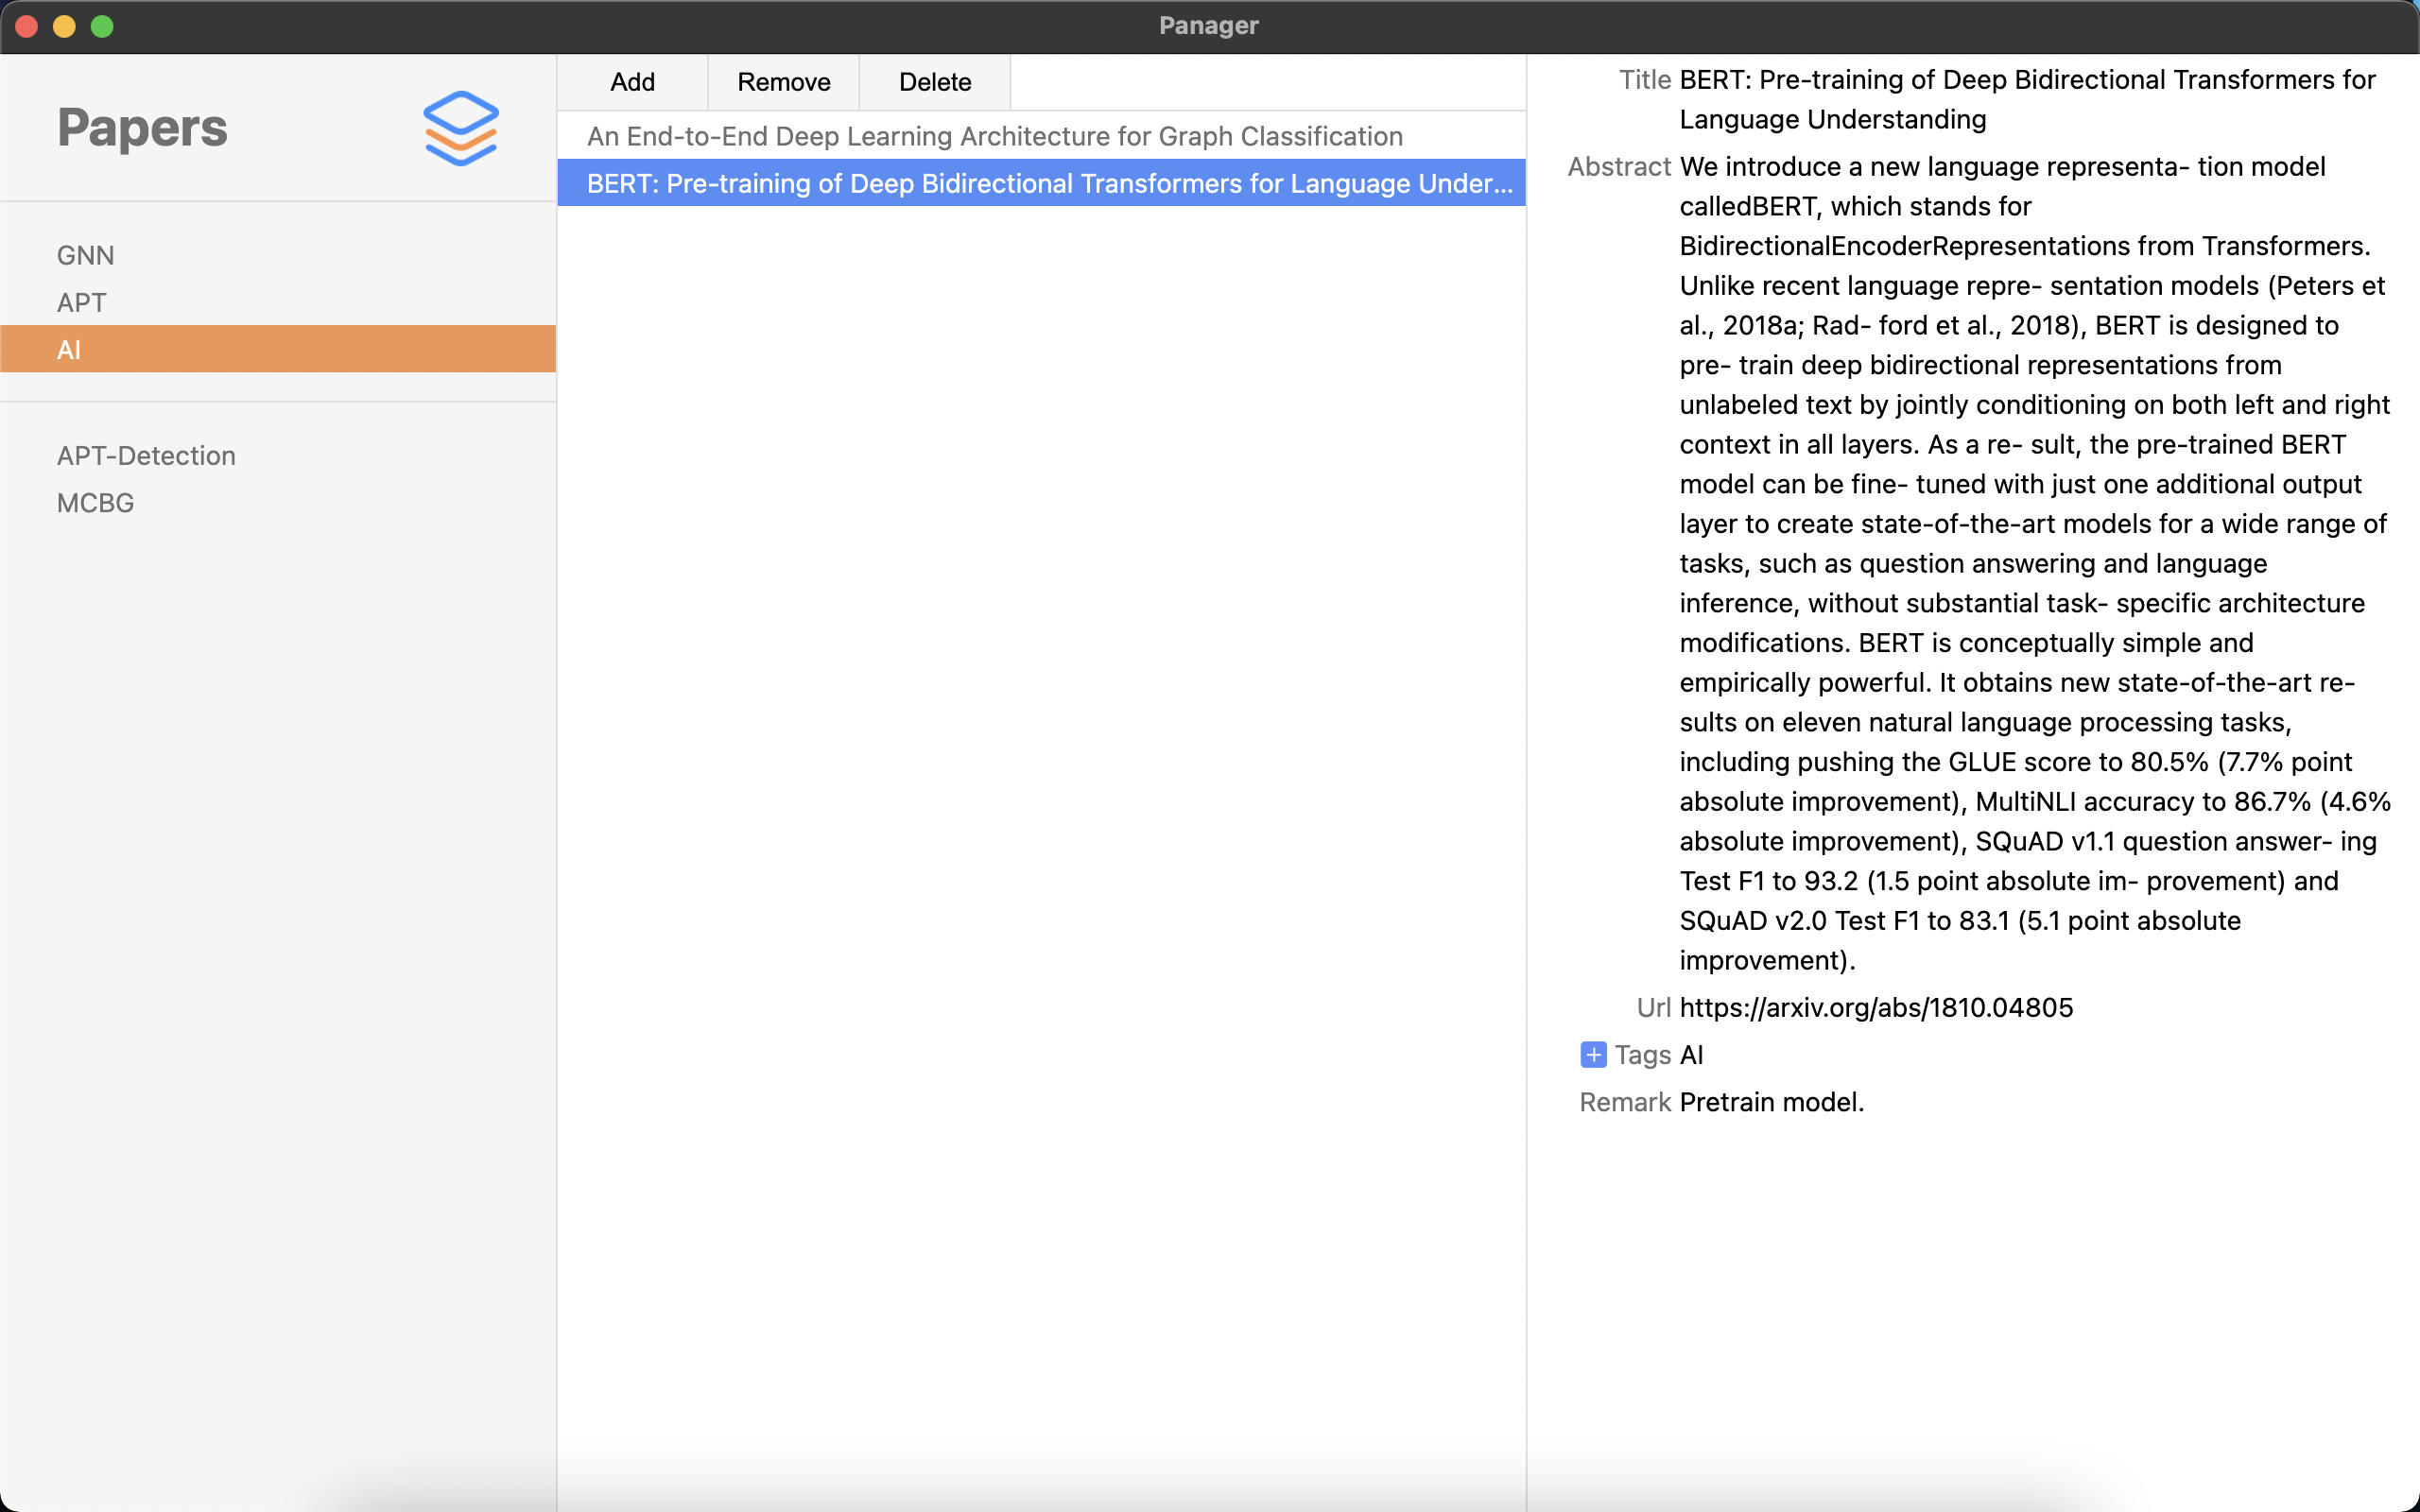 Panager
Papers
GNN
APT
AI
APT-Detection
MCBG
Add
Remove
Delete
An End-to-End Deep Learning Architecture for Graph Classification
BERT: Pre-training of Deep Bidirectional Transformers for Language Under...
Title BERT: Pre-training of Deep Bidirectional Transformers for
Language Understanding
Abstract We introduce a new language representa- tion model
calledBERT, which stands for
BidirectionalEncoderRepresentations from Transformers.
Unlike recent language repre- sentation models (Peters et
al., 2018a; Rad- ford et al., 2018), BERT is designed to
pre- train deep bidirectional representations from
unlabeled text by jointly conditioning on both left and right
context in all layers. As a re- sult, the pre-trained BERT
model can be fine- tuned with just one additional output
layer to create state-of-the-art models for a wide range of
tasks, such as question answering and language
inference, without substantial task- specific architecture
modifications. BERT is conceptually simple and
empirically powerful. It obtains new state-of-the-art re-
sults on eleven natural language processing tasks,
including pushing the GLUE score to 80.5% (7.7% point
absolute improvement), MultiNLI accuracy to 86.7% (4.6%
absolute improvement), SQuAD v1.1 question answer- ing
Test F1 to 93.2 (1.5 point absolute im- provement) and
SQuAD v2.0 Test F1 to 83.1 (5.1 point absolute
improvement).
Url https://arxiv.org/abs/1810.04805
+ Tags AI
Remark Pretrain model.